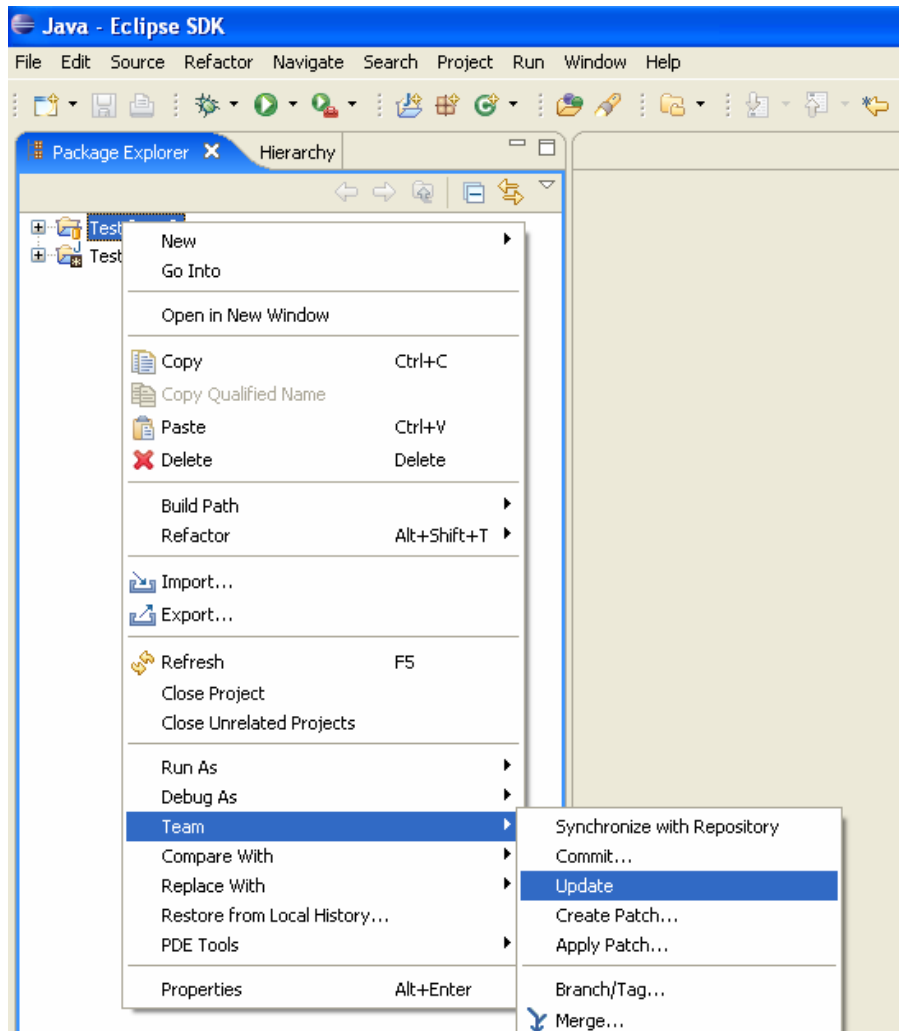 Java - Eclipse SDK
File Edit Source Refactor Navigate Search Project Run Window Help
Package Explorer Hierarchy
Test
Test
New
Go Into
Open in New Window
Copy Ctrl+C
Copy Qualified Name
Paste Ctrl+V
Delete Delete
Build Path
Refactor Alt+Shift+T
Import...
Export...
Refresh F5
Close Project
Close Unrelated Projects
Run As
Debug As
Team
Compare With
Replace With
Restore from Local History...
PDE Tools
Properties Alt+Enter
Synchronize with Repository
Commit...
Update
Create Patch...
Apply Patch...
Branch/Tag...
Merge...